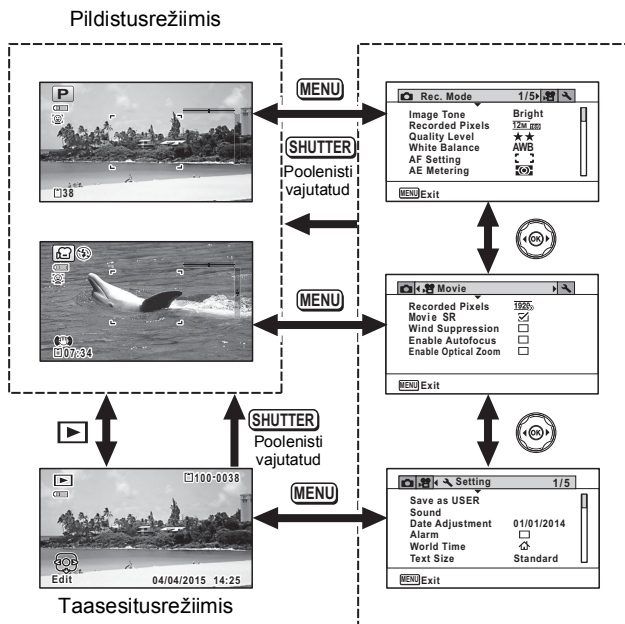 Pildistusrežiimis
P
38
07:34
MENU
SHUTTER
Poolenisti
vajutatud
MENU
Rec. Mode 1/5
Image Tone Bright
Recorded Pixels 12M
Quality Level ★★
White Balance AWB
AF Setting
AE Metering
MENU Exit
OK
Movie
Recorded Pixels 1920
Movie SR
Wind Suppression
Enable Autofocus
Enable Optical Zoom
MENU Exit
OK
SHUTTER
Poolenisti
vajutatud
MENU
100-0038
Edit 04/04/2015 14:25
Taasesitusrežiimis
Setting 1/5
Save as USER
Sound
Date Adjustment 01/01/2014
Alarm
World Time
Text Size Standard
MENU Exit